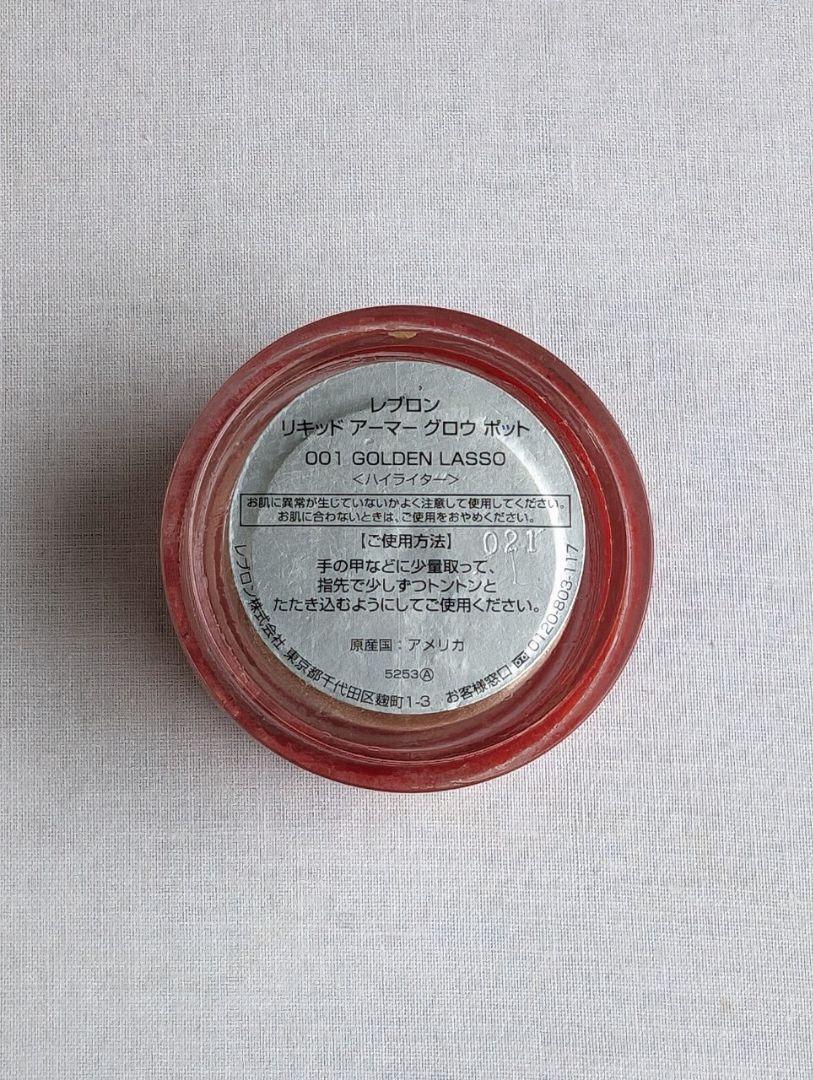 レブロン
リキッド アーマー グロウ ポット
001 GOLDEN LASSO
＜ハイライター＞
お肌に異常が生じていないかよく注意して使用してください。
お肌に合わないときは、ご使用をおやめください。
【ご使用方法】
021
手の甲などに少量取って、
指先で少しずつトントンと
たたき込むようにしてご使用ください。
原産国：アメリカ
5253Ⓐ
レブロン株式会社 東京都千代田区麹町1-3 お客様窓口 0120-803-117